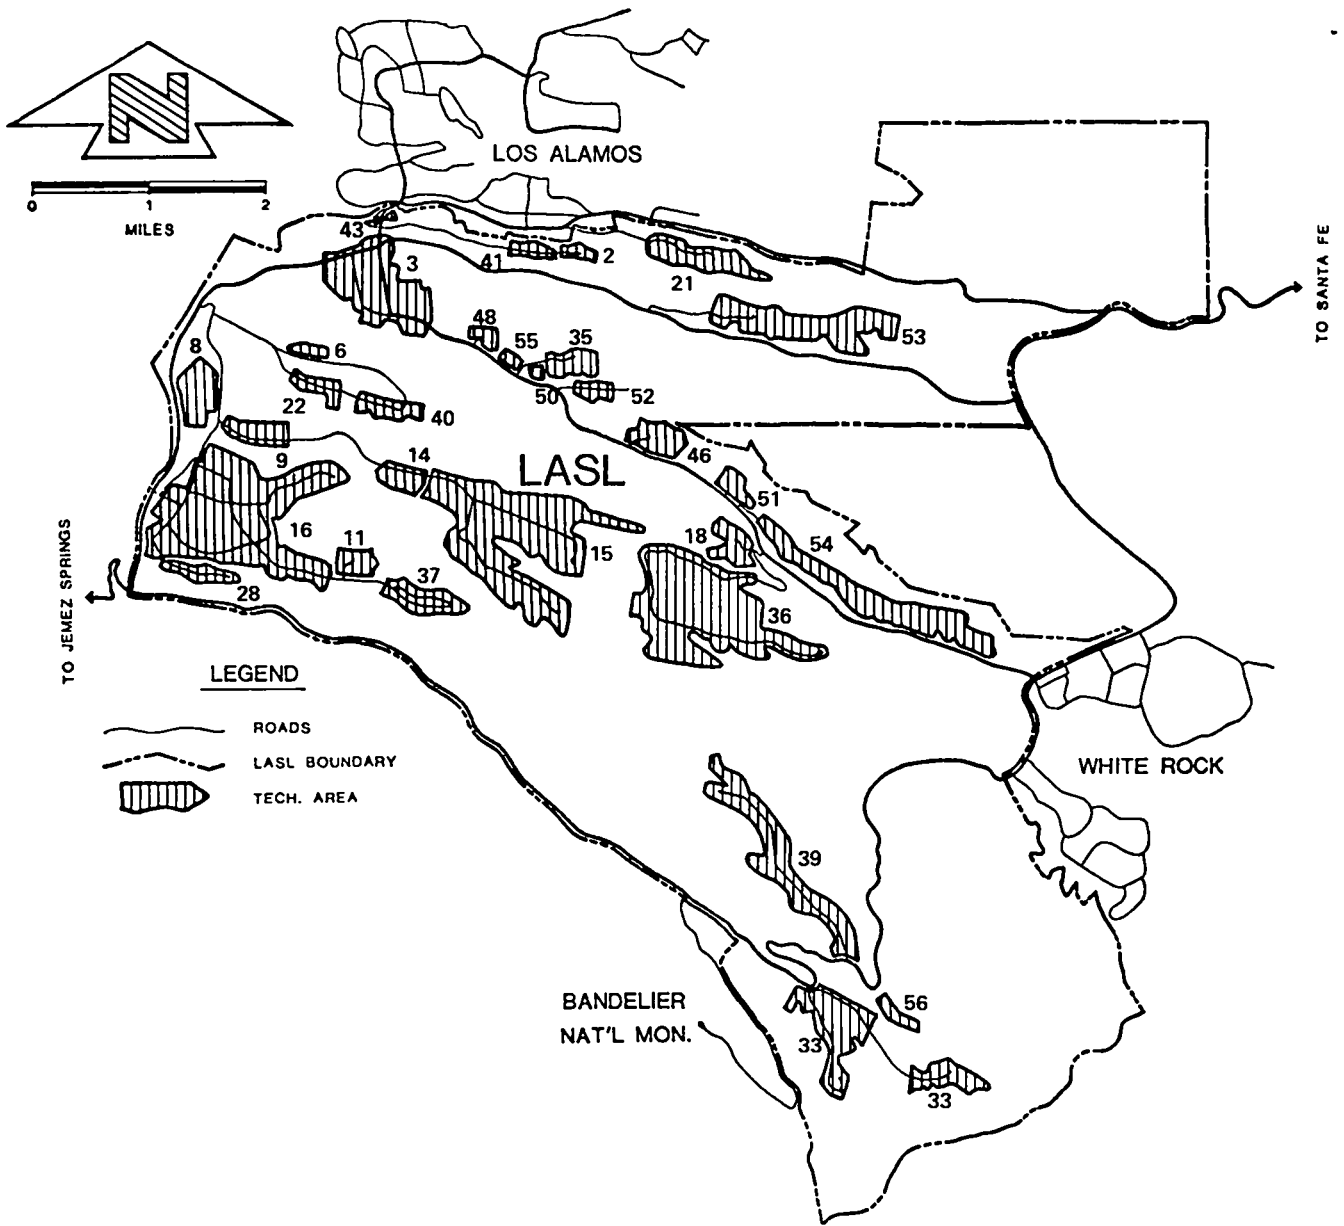 N
0 1 2
MILES
LOS ALAMOS
TO SANTA FE
43
3
41
2
21
53
48
55
35
50
52
6
8
22
40
9
14
LASL
46
51
16
11
18
15
54
37
28
36
TO JEMEZ SPRINGS
LEGEND
ROADS
LASL BOUNDARY
TECH. AREA
WHITE ROCK
39
BANDELIER
NAT'L MON.
56
33
33